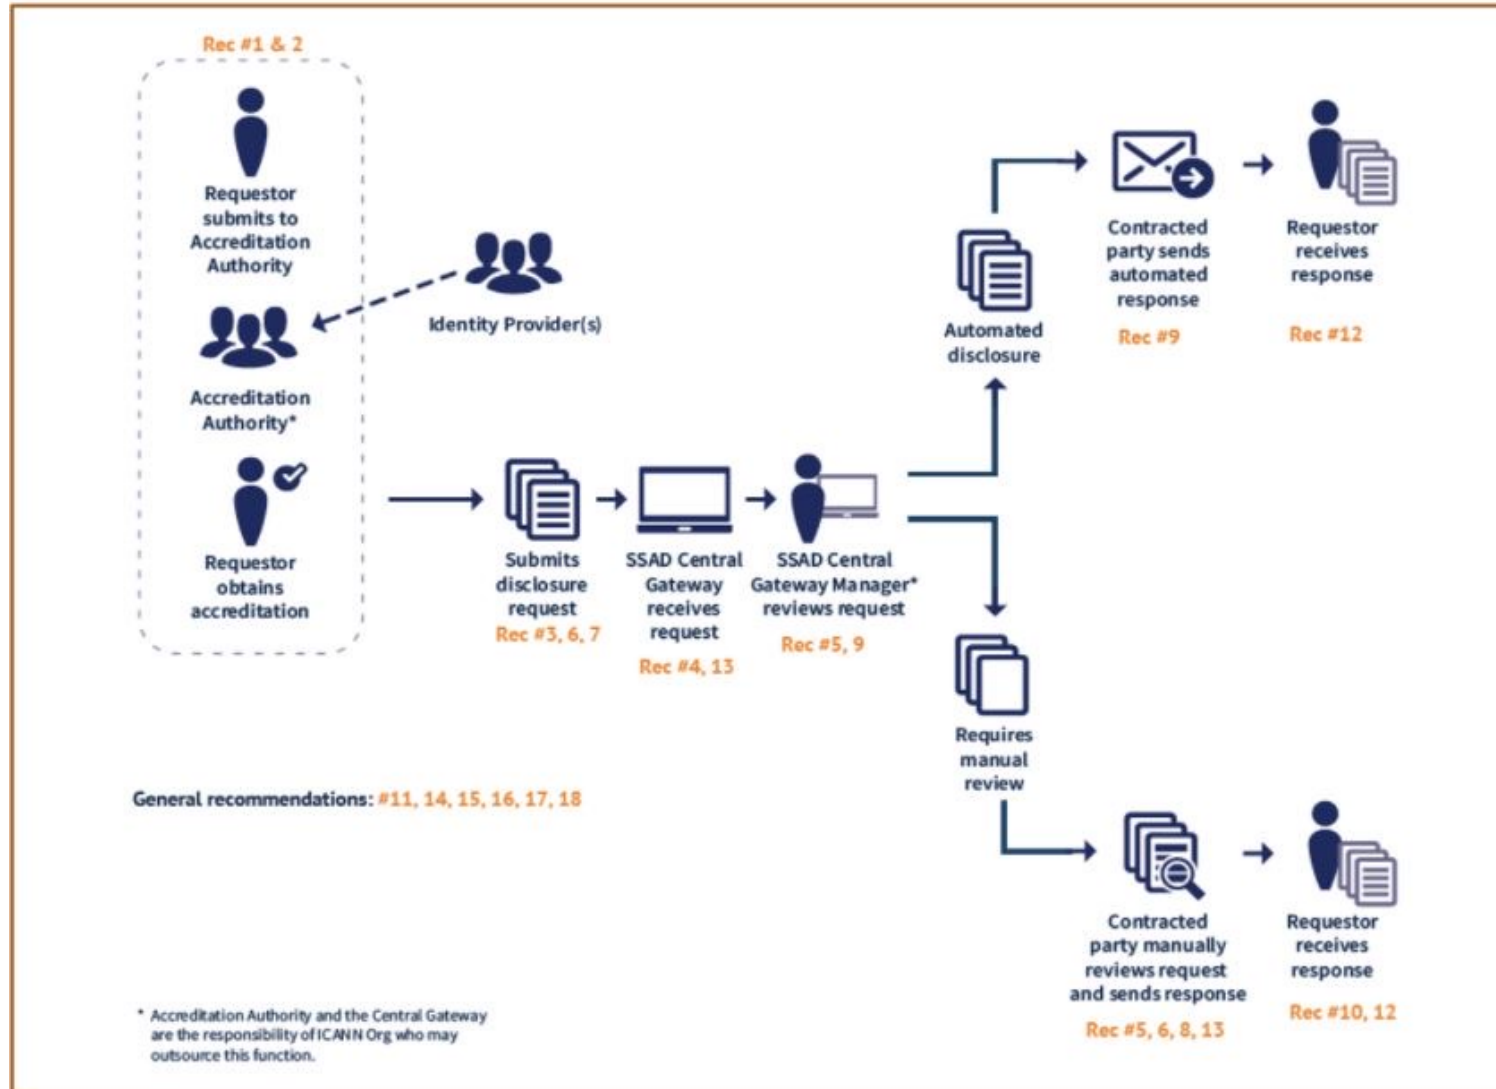 Rec #1 & 2
Requestor
submits to
Accreditation
Authority
Identity Provider(s)
Accreditation
Authority*
Requestor
obtains
accreditation
Submits
disclosure
request
Rec #3, 6, 7
SSAD Central
Gateway
receives
request
Rec #4, 13
SSAD Central
Gateway Manager*
reviews request
Rec #5, 9
Automated
disclosure
Contracted
party sends
automated
response
Rec #9
Requestor
receives
response
Rec #12
Requires
manual
review
Contracted
party manually
reviews request
and sends response
Rec #5, 6, 8, 13
Requestor
receives
response
Rec #10, 12
General recommendations: #11, 14, 15, 16, 17, 18
* Accreditation Authority and the Central Gateway
are the responsibility of ICANN Org who may
outsource this function.